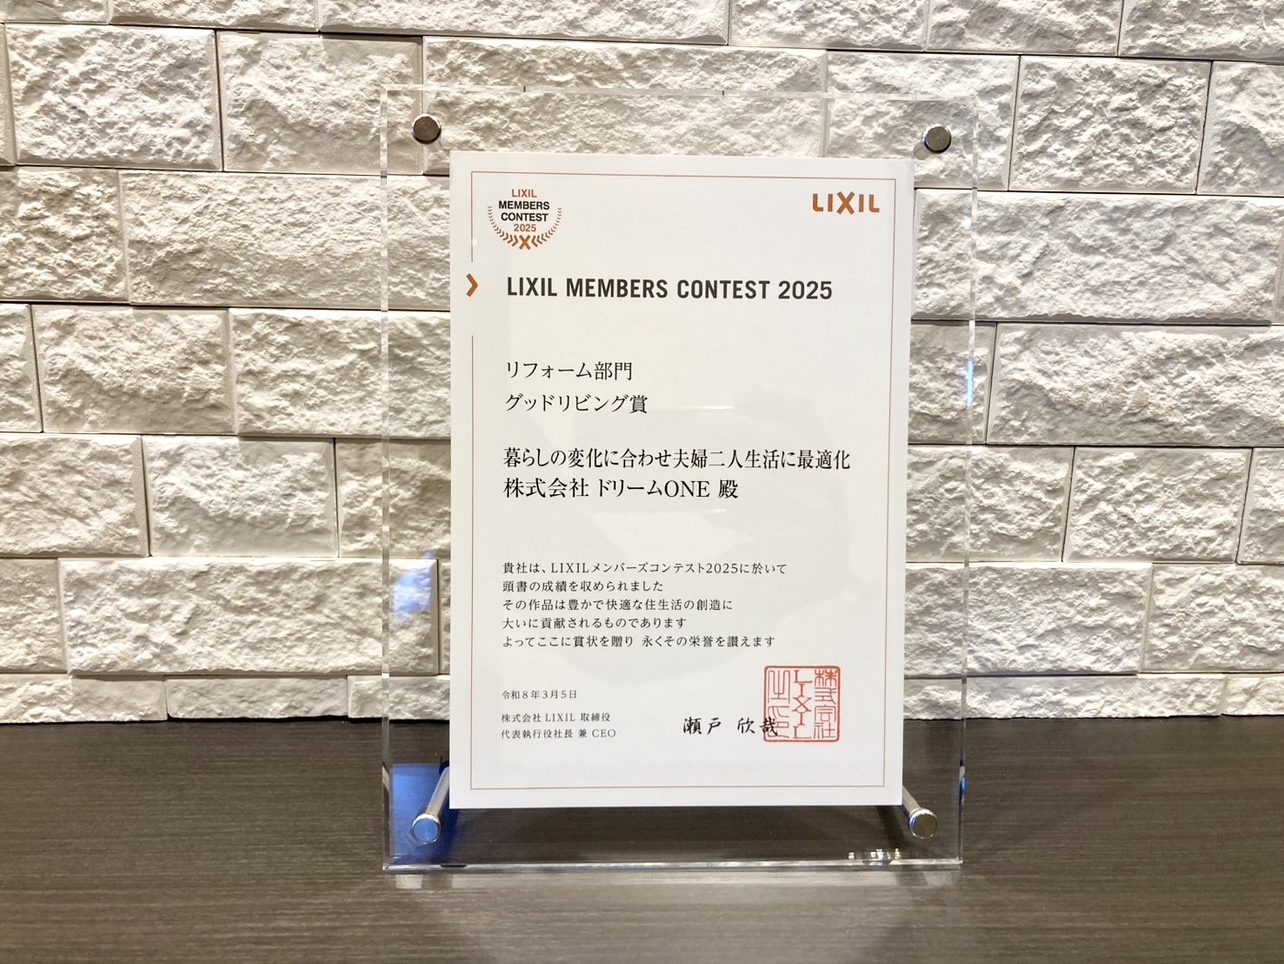 LIXIL
MEMBERS
CONTEST
2025
LIXIL
LIXIL MEMBERS CONTEST 2025
リフォーム部門
グッドリビング賞
暮らしの変化に合わせ夫婦二人生活に最適化
株式会社 ドリームONE 殿
貴社は、LIXILメンバーズコンテスト2025に於いて
頭書の成績を収められました
その作品は豊かで快適な住生活の創造に
大いに貢献されるものであります
よってここに賞状を贈り 永くその栄誉を讃えます
令和8年3月5日
株式会社 LIXIL 取締役
代表執行役社長 兼 CEO
瀬戸 欣哉
株式会社
LIXIL
之印